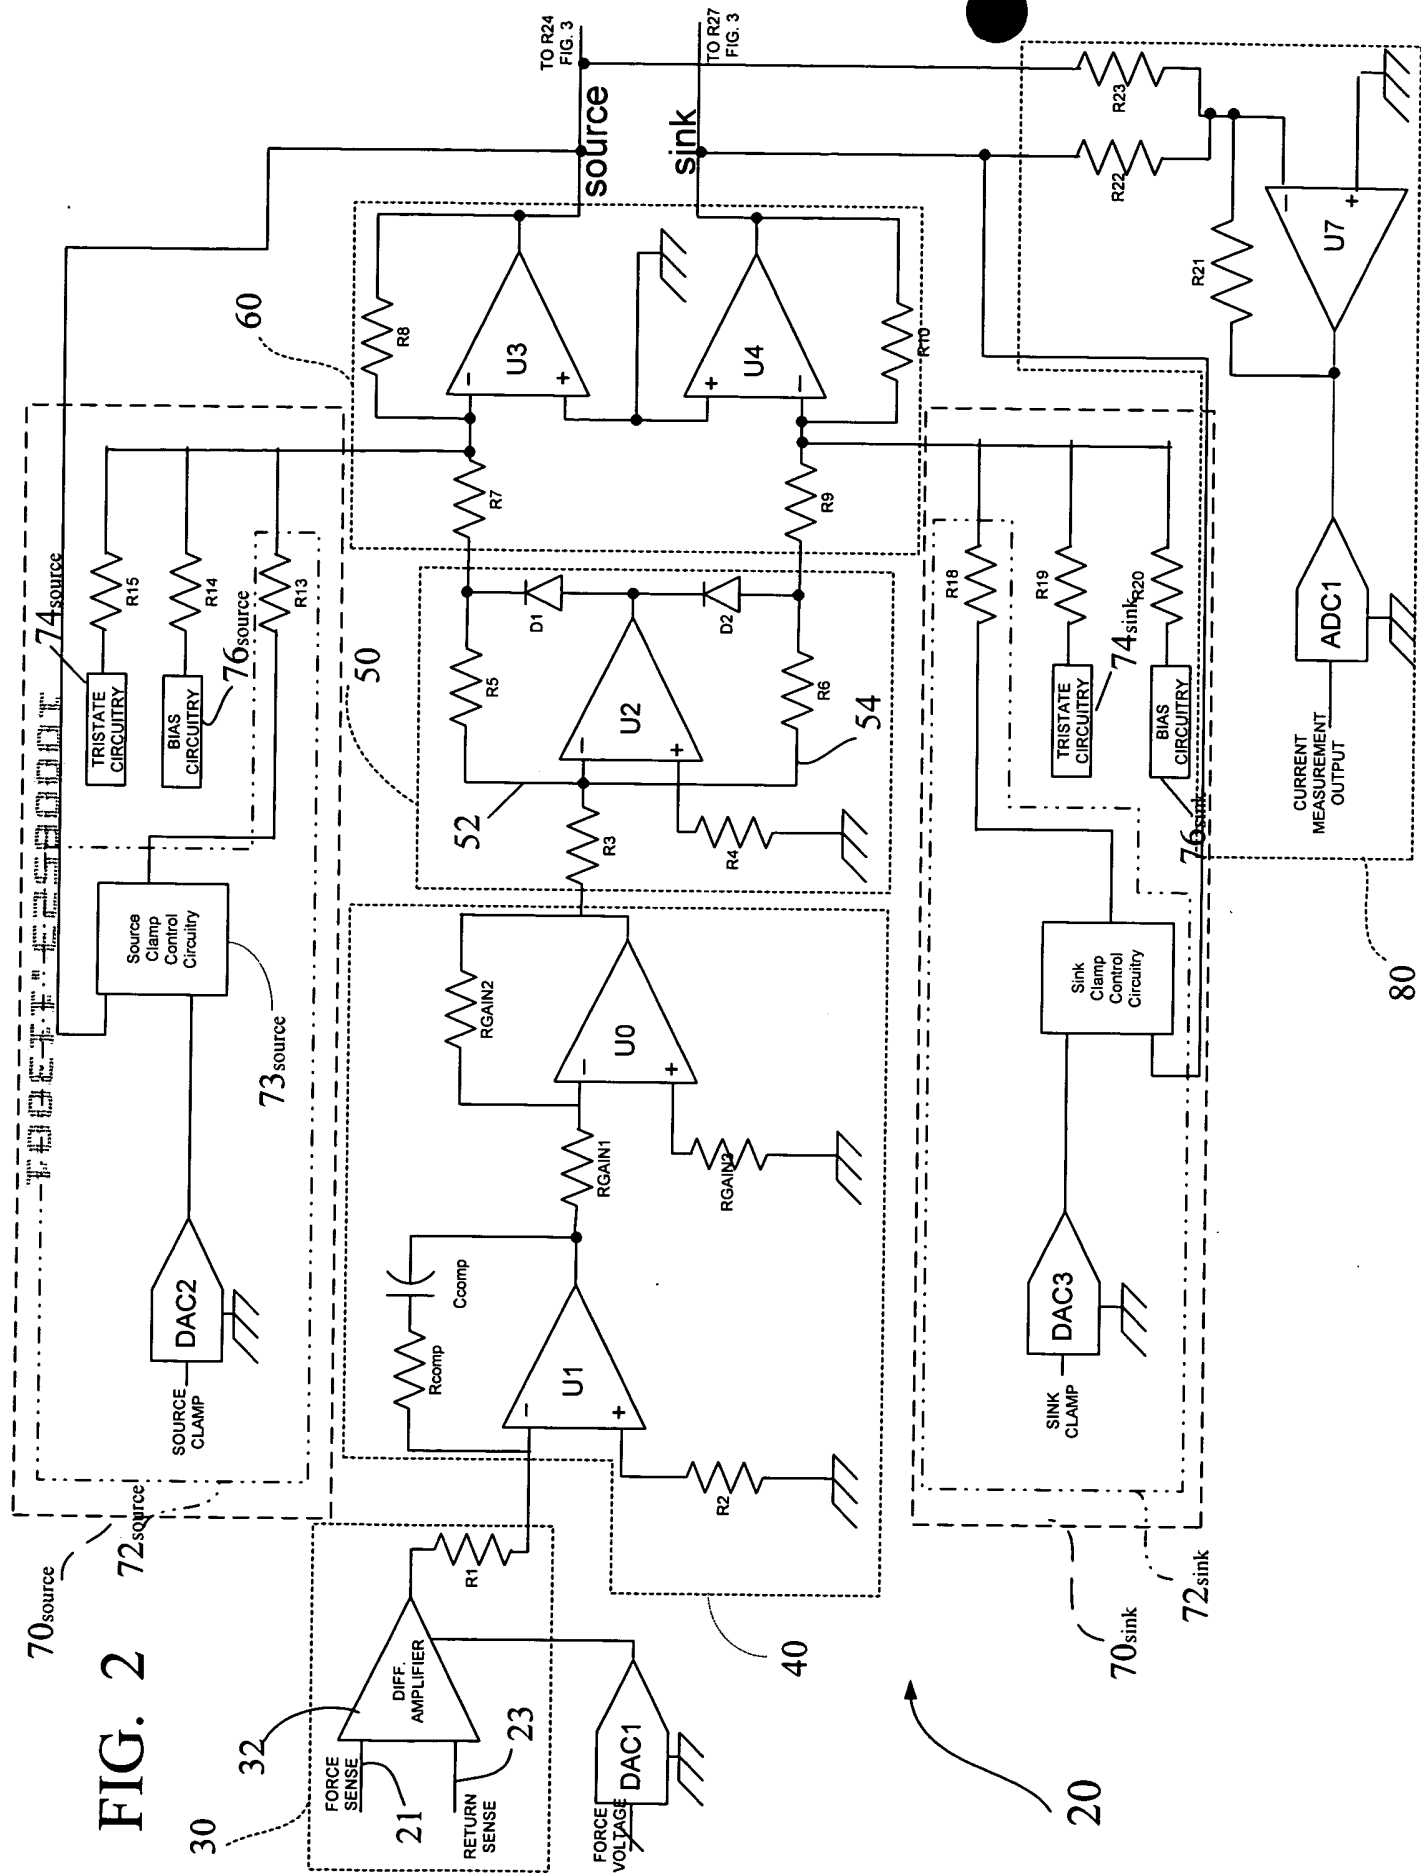 FIG. 2
70source
72source
74source
76source
73source
TRISTATE
CIRCUITRY
BIAS
CIRCUITRY
R15
R14
R13
Source
Clamp
Control
Circuitry
DAC2
SOURCE
CLAMP
30
32
FORCE
SENSE
21
RETURN
SENSE
23
DIFF.
AMPLIFIER
R1
FORCE
VOLTAGE
DAC1
40
Rcomp
Ccomp
U1
R2
RGAIN1
RGAIN2
RGAIN3
U0
50
52
54
R3
R4
R5
R6
U2
D1
D2
60
R7
R8
R9
R10
U3
U4
source
sink
TO R24
FIG. 3
TO R27
FIG. 3
R23
R22
R21
U7
ADC1
CURRENT
MEASUREMENT
OUTPUT
80
R18
R19
R20
TRISTATE
CIRCUITRY
74sink
BIAS
CIRCUITRY
76sink
Sink
Clamp
Control
Circuitry
DAC3
SINK
CLAMP
70sink
72sink
20